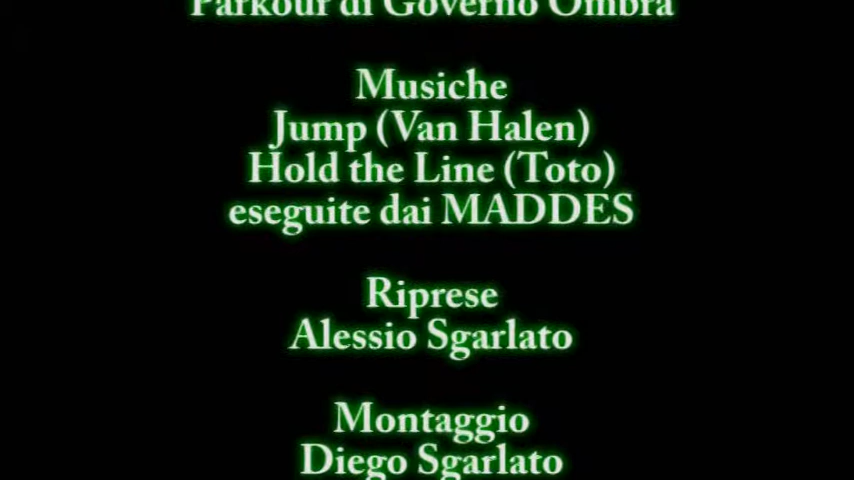 Parkour di Governo Ombra
Musiche
Jump (Van Halen)
Hold the Line (Toto)
eseguite dai MADDES
Riprese
Alessio Sgarlato
Montaggio
Diego Sgarlato